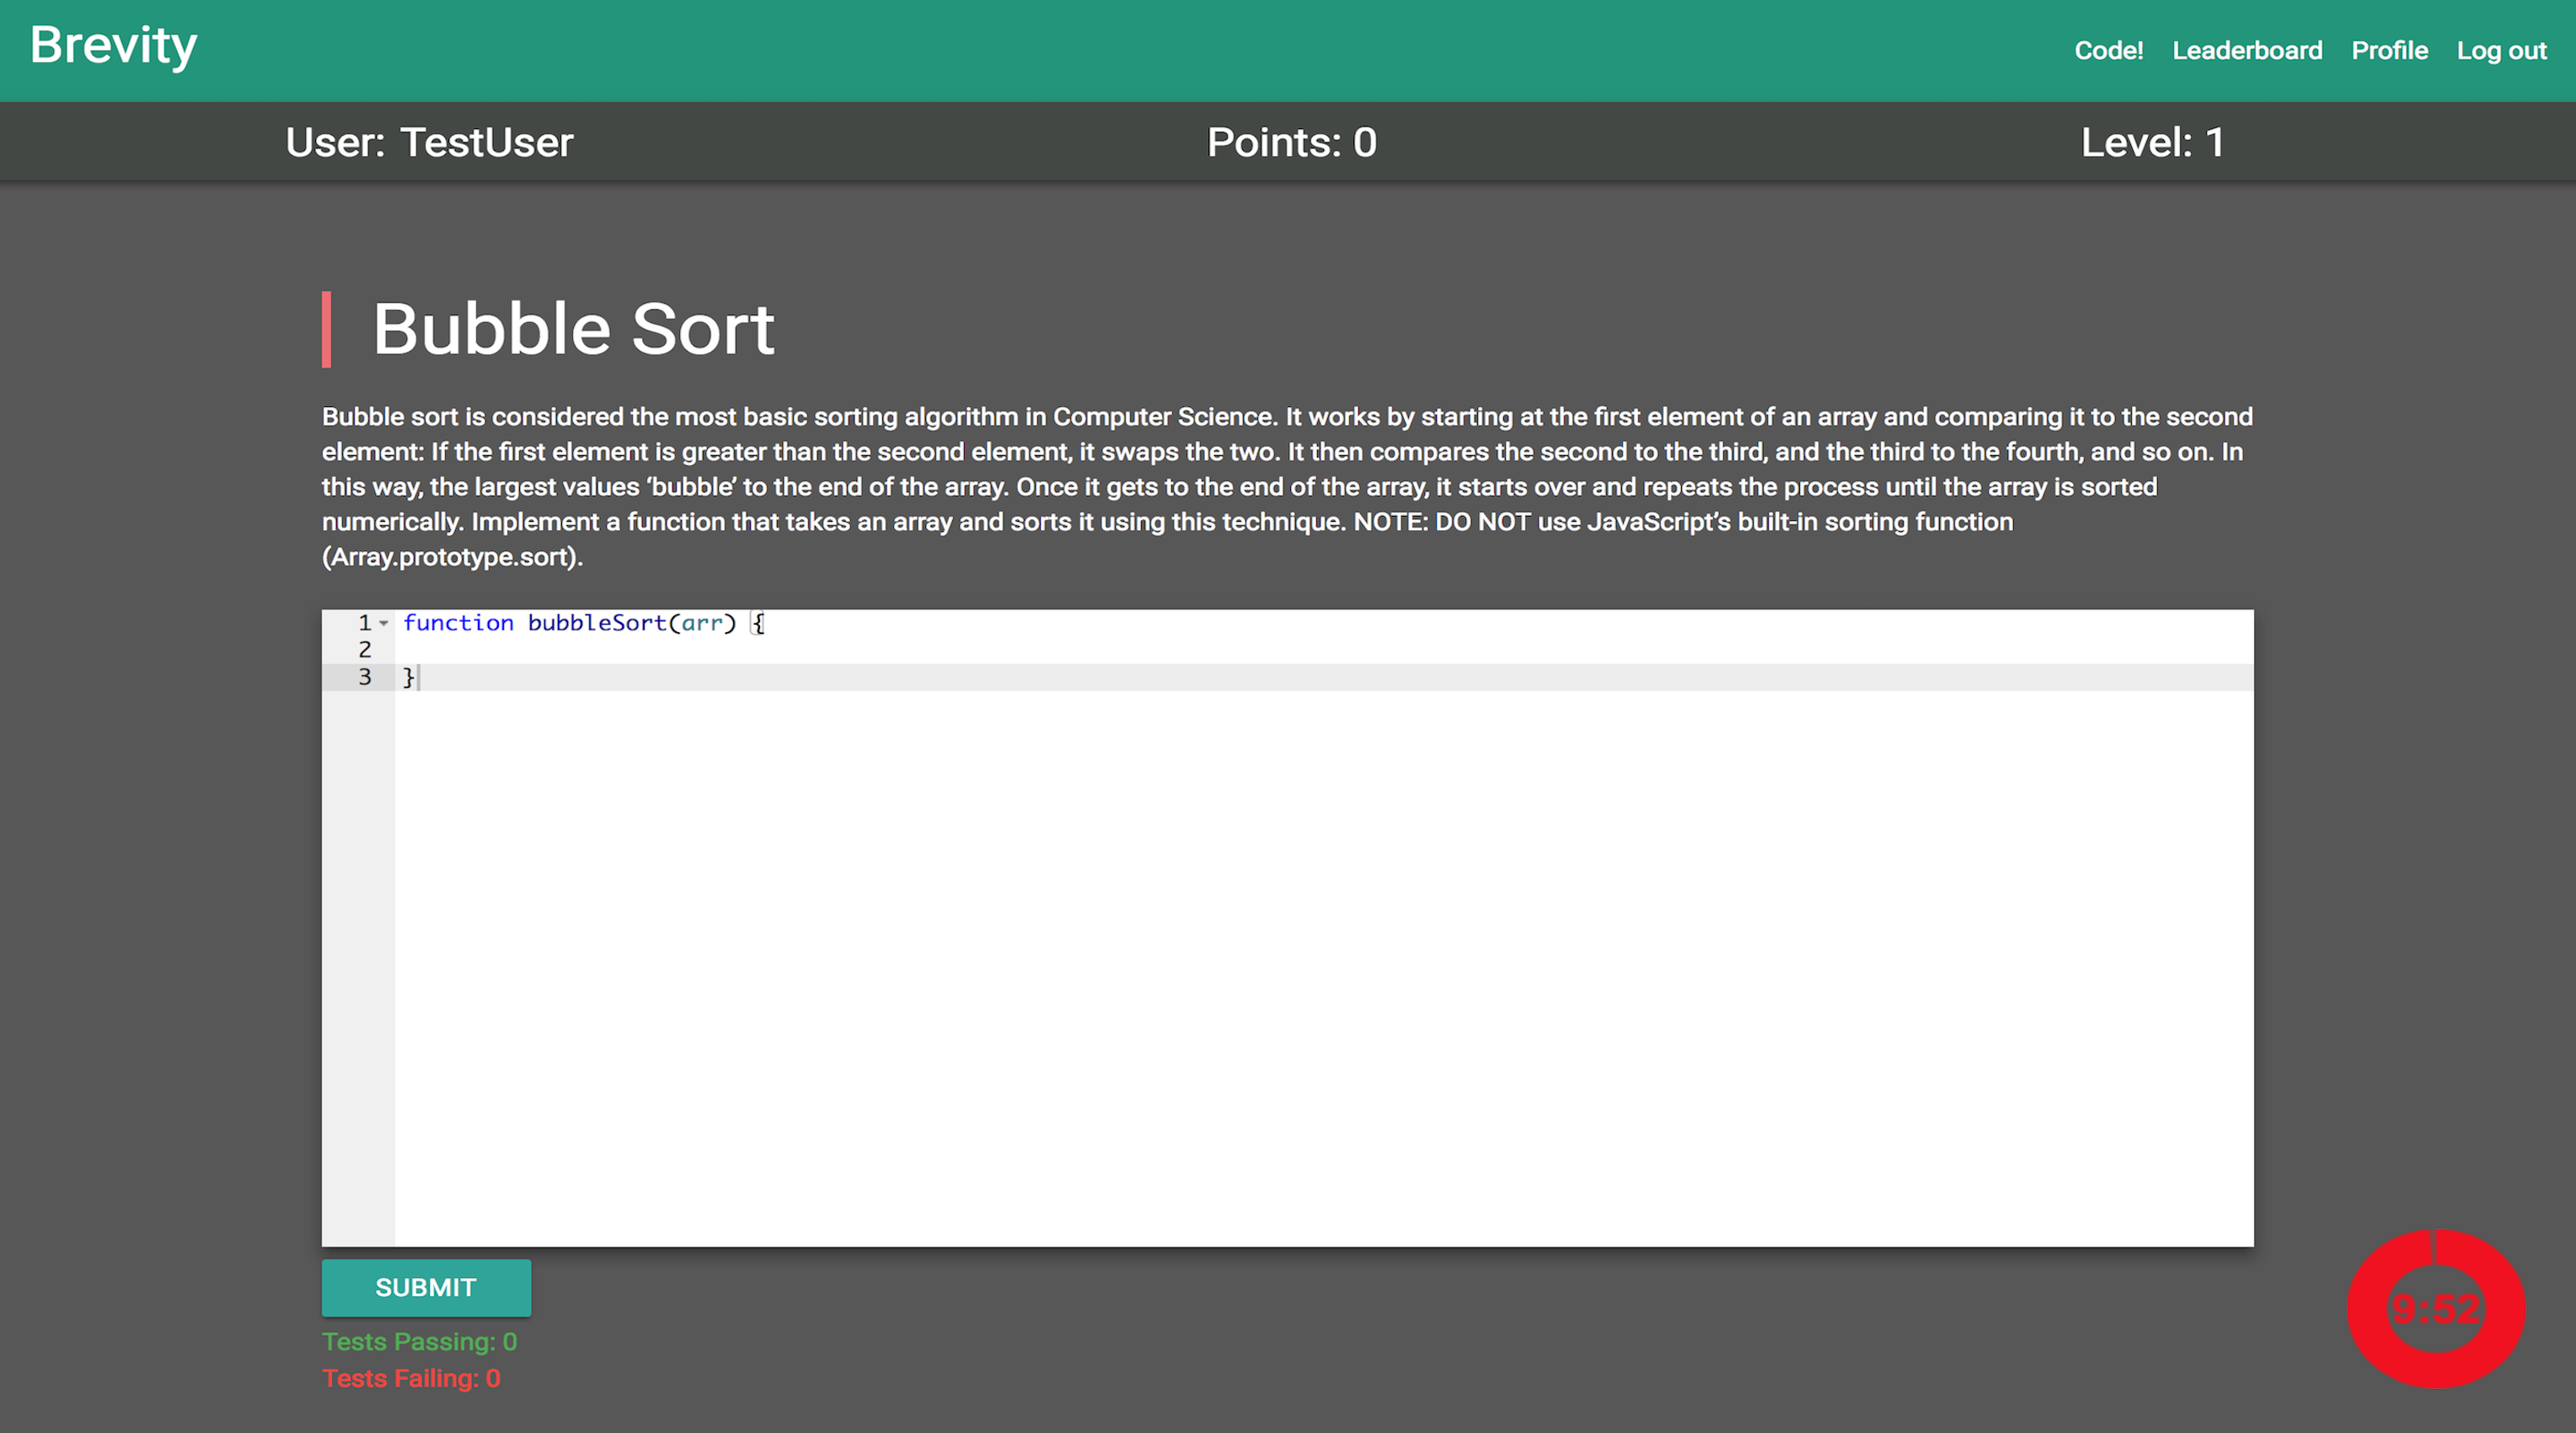 Brevity
Code! Leaderboard Profile Log out
User: TestUser Points: 0 Level: 1
Bubble Sort
Bubble sort is considered the most basic sorting algorithm in Computer Science. It works by starting at the first element of an array and comparing it to the second
element: If the first element is greater than the second element, it swaps the two. It then compares the second to the third, and the third to the fourth, and so on. In
this way, the largest values ‘bubble’ to the end of the array. Once it gets to the end of the array, it starts over and repeats the process until the array is sorted
numerically. Implement a function that takes an array and sorts it using this technique. NOTE: DO NOT use JavaScript’s built-in sorting function
(Array.prototype.sort).
1 function bubbleSort(arr) {
2
3 }
SUBMIT
Tests Passing: 0
Tests Failing: 0
9:52